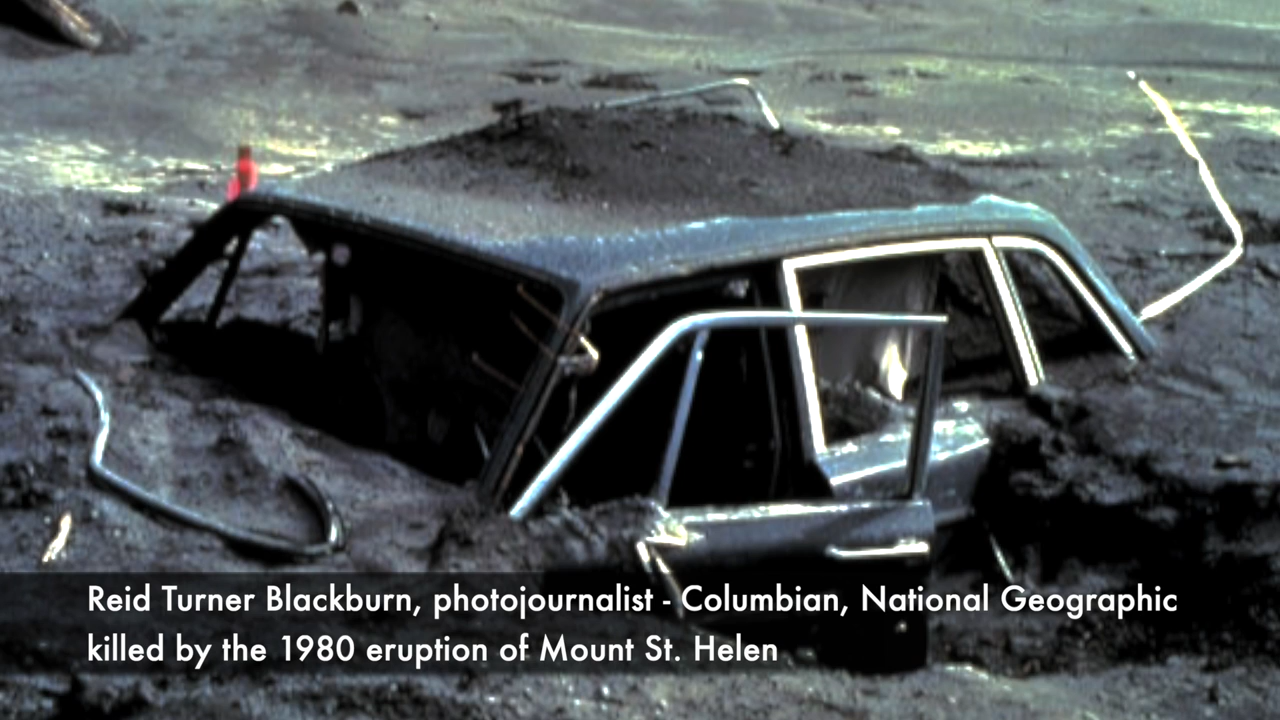 Reid Turner Blackburn, photojournalist - Columbian, National Geographic
killed by the 1980 eruption of Mount St. Helen